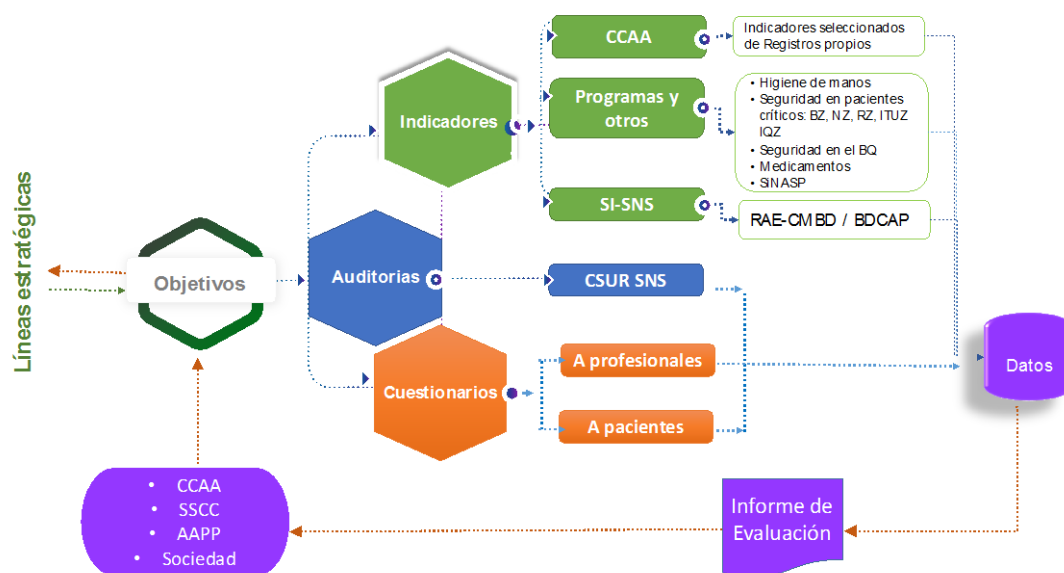 Líneas estratégicas
Objetivos
Indicadores
Auditorias
Cuestionarios
CCAA
Indicadores seleccionados
de Registros propios
Programas y
otros
• Higiene de manos
• Seguridad en pacientes
críticos: BZ, NZ, RZ, ITUZ
IQZ
• Seguridad en el BQ
• Medicamentos
• SiNASP
SI-SNS
RAE-CMBD / BDCAP
CSUR SNS
A profesionales
A pacientes
Datos
Informe de
Evaluación
• CCAA
• SSCC
• AAPP
• Sociedad